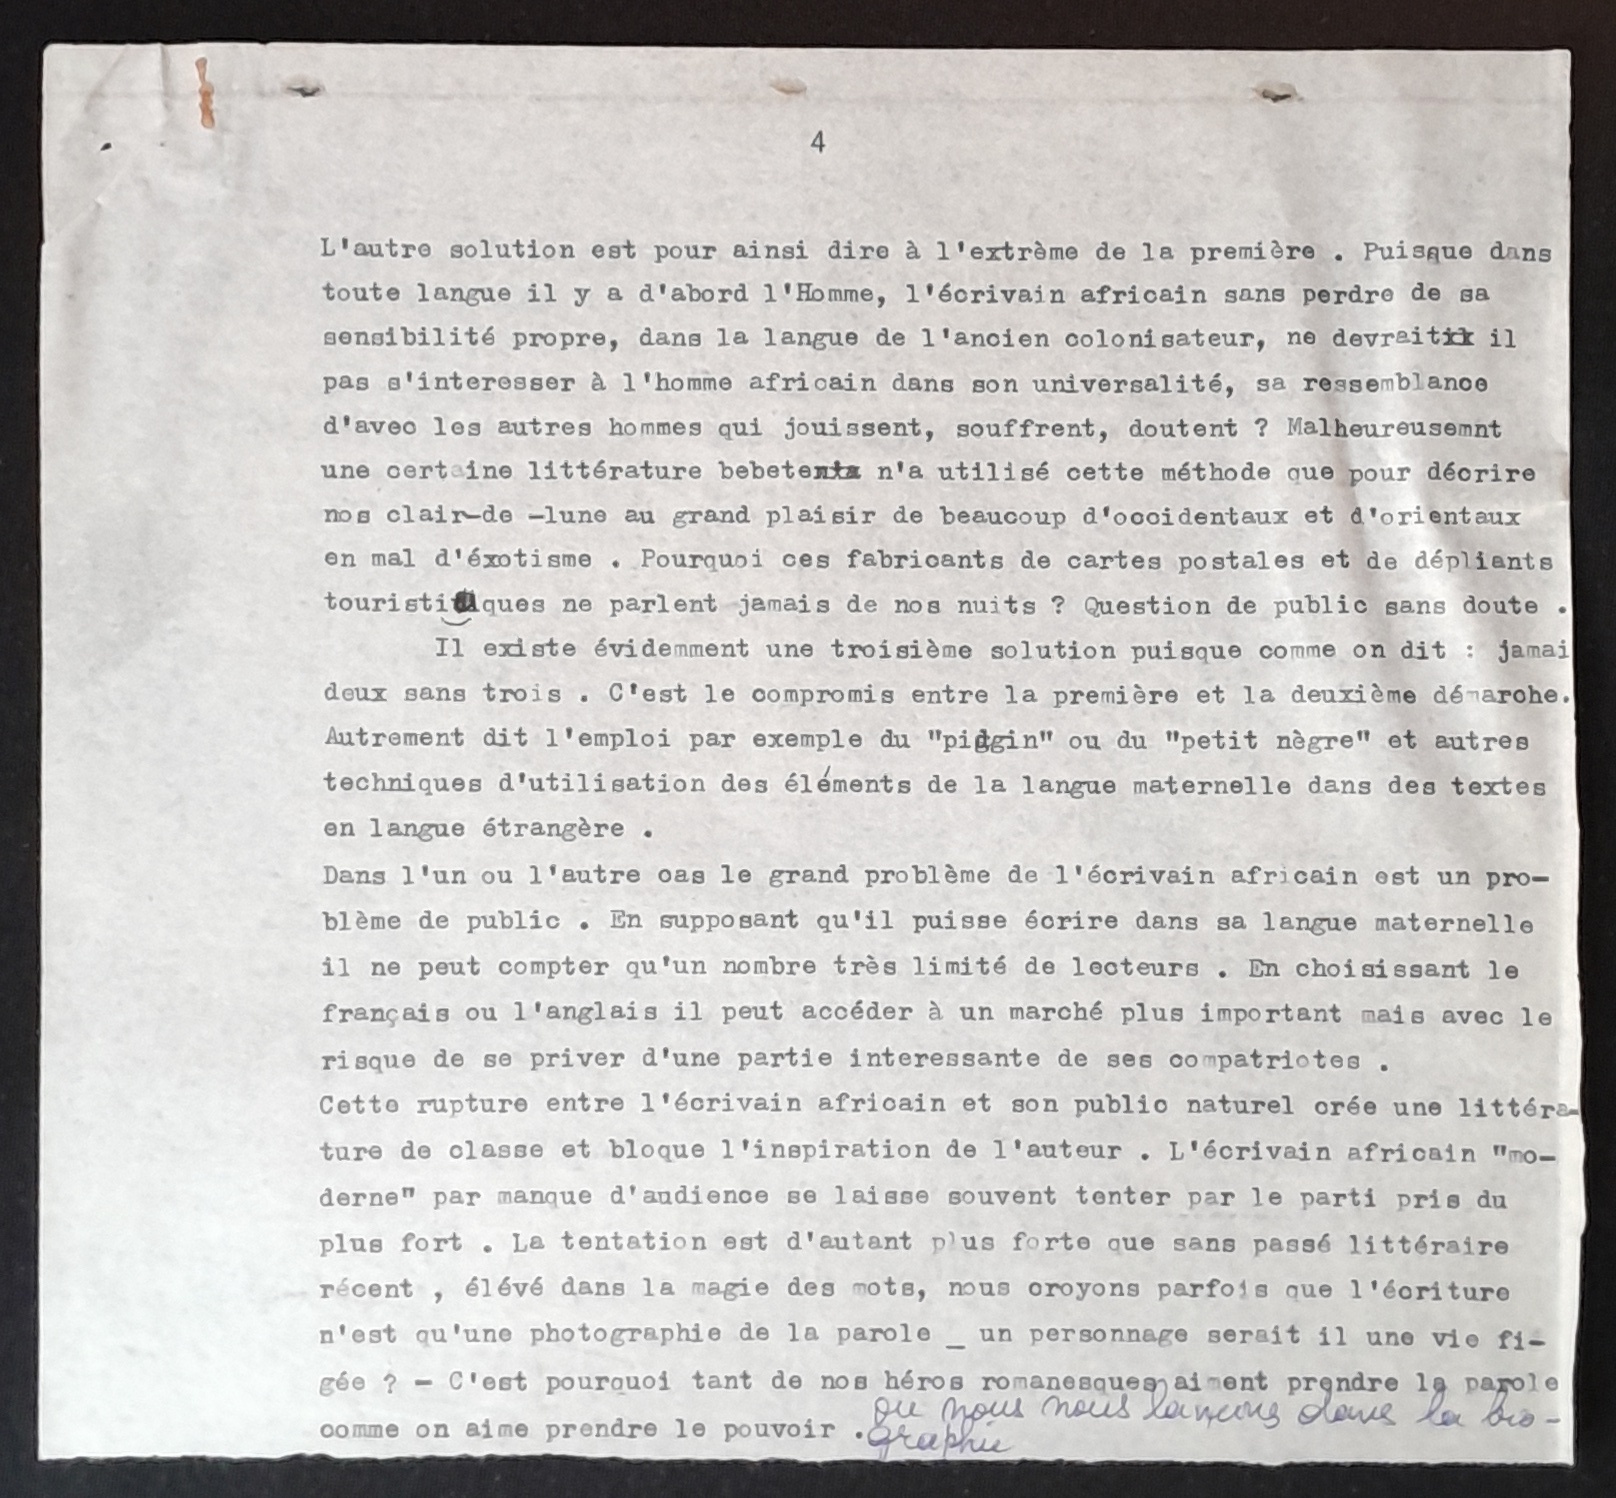 4
L'autre solution est pour ainsi dire à l'extrème de la première . Puisque dans
toute langue il y a d'abord l'Homme, l'écrivain africain sans perdre de sa
sensibilité propre, dans la langue de l'ancien colonisateur, ne devrait il
pas s'interesser à l'homme africain dans son universalité, sa ressemblance
d'avec les autres hommes qui jouissent, souffrent, doutent ? Malheureusemnt
une certaine littérature bebete n'a utilisé cette méthode que pour décrire
nos clair-de -lune au grand plaisir de beaucoup d'occidentaux et d'orientaux
en mal d'éxotisme . Pourquoi ces fabricants de cartes postales et de dépliants
touristiques ne parlent jamais de nos nuits ? Question de public sans doute .
Il existe évidemment une troisième solution puisque comme on dit : jamai
deux sans trois . C'est le compromis entre la première et la deuxième démarche.
Autrement dit l'emploi par exemple du "pidgin" ou du "petit nègre" et autres
techniques d'utilisation des éléments de la langue maternelle dans des textes
en langue étrangère .
Dans l'un ou l'autre cas le grand problème de l'écrivain africain est un pro-
blème de public . En supposant qu'il puisse écrire dans sa langue maternelle
il ne peut compter qu'un nombre très limité de lecteurs . En choisissant le
français ou l'anglais il peut accéder à un marché plus important mais avec le
risque de se priver d'une partie interessante de ses compatriotes .
Cette rupture entre l'écrivain africain et son public naturel crée une littéra-
ture de classe et bloque l'inspiration de l'auteur . L'écrivain africain "mo-
derne" par manque d'audience se laisse souvent tenter par le parti pris du
plus fort . La tentation est d'autant plus forte que sans passé littéraire
récent , élévé dans la magie des mots, nous croyons parfois que l'écriture
n'est qu'une photographie de la parole _ un personnage serait il une vie fi-
gée ? - C'est pourquoi tant de nos héros romanesques aiment prendre la parole
comme on aime prendre le pouvoir .
ou nous nous lançons dans la bio-
graphie